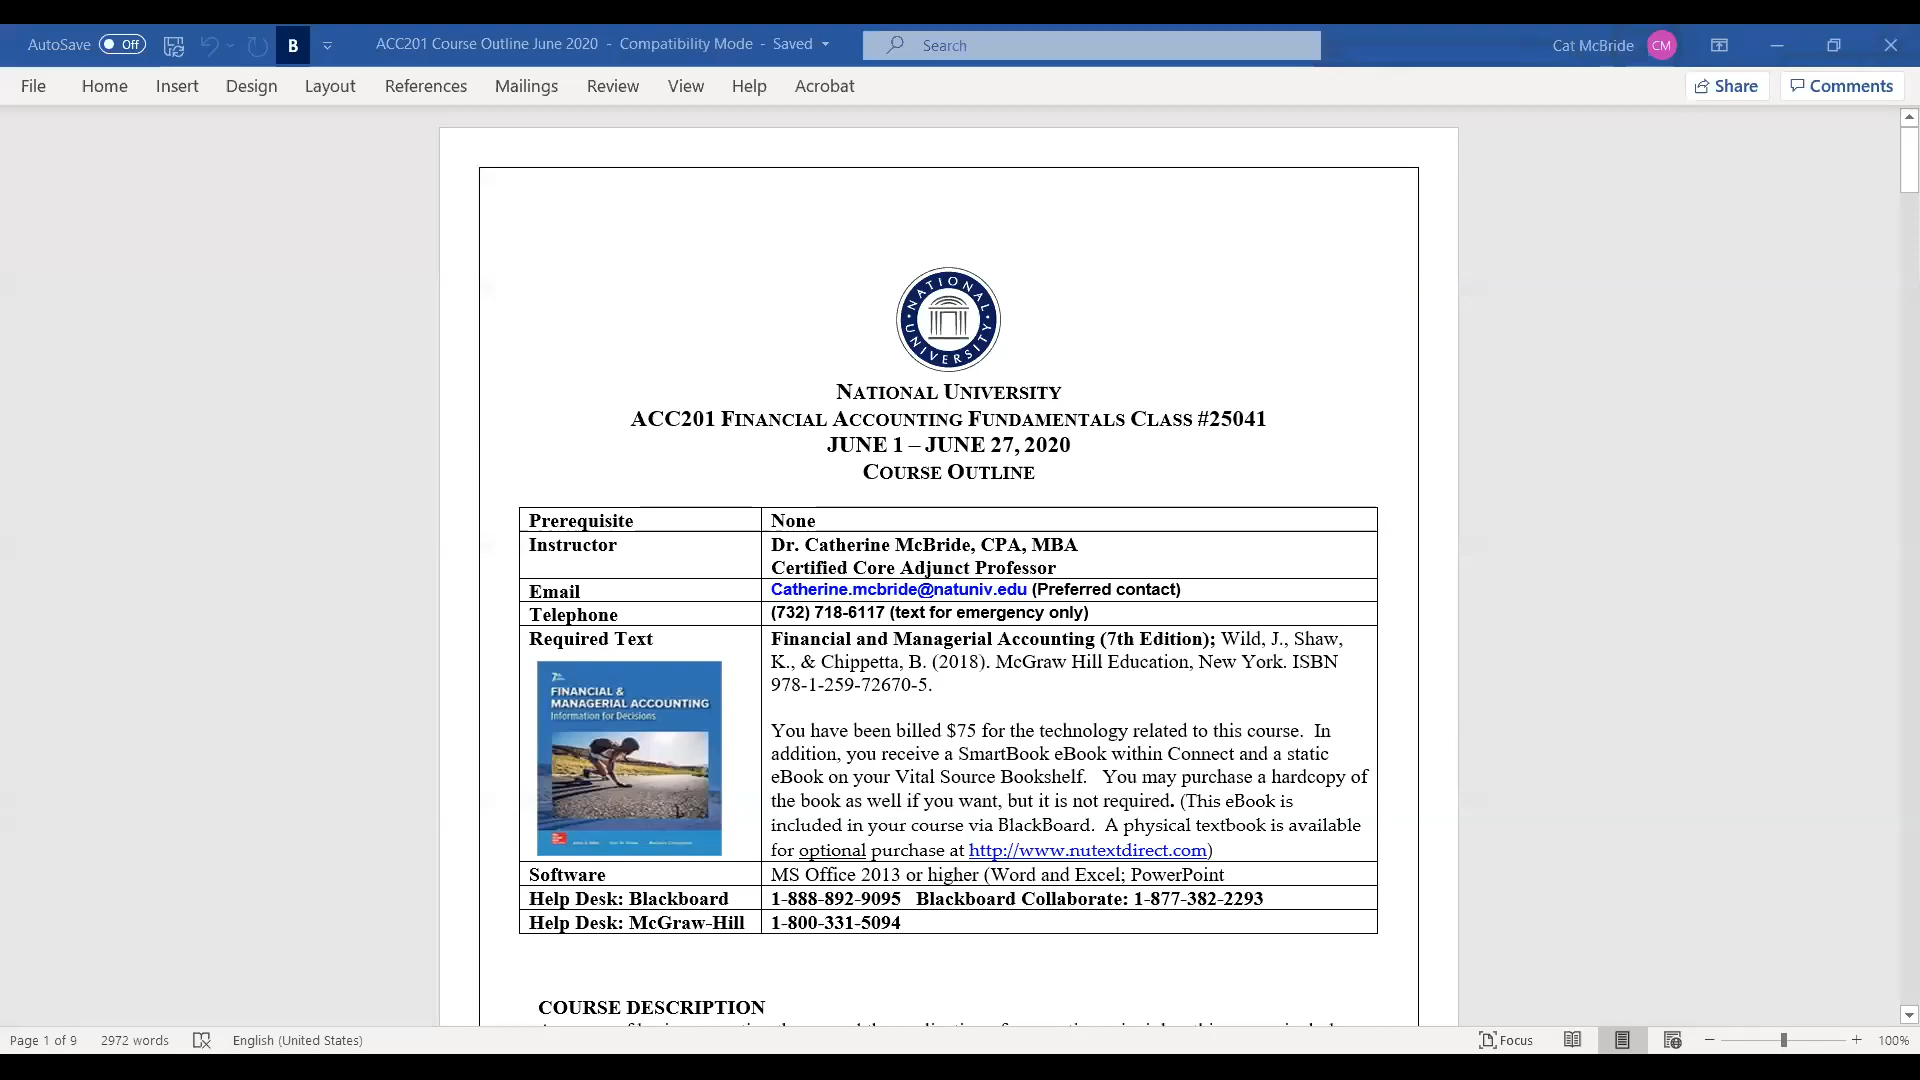 AutoSave Off B ACC201 Course Outline June 2020 - Compatibility Mode - Saved Search Cat McBride CM
File Home Insert Design Layout References Mailings Review View Help Acrobat Share Comments
NATIONAL UNIVERSITY
NATIONAL UNIVERSITY
ACC201 FINANCIAL ACCOUNTING FUNDAMENTALS CLASS #25041
JUNE 1 – JUNE 27, 2020
COURSE OUTLINE
Prerequisite None
Instructor Dr. Catherine McBride, CPA, MBA
Certified Core Adjunct Professor
Email Catherine.mcbride@natuniv.edu (Preferred contact)
Telephone (732) 718-6117 (text for emergency only)
Required Text Financial and Managerial Accounting (7th Edition); Wild, J., Shaw,
K., & Chippetta, B. (2018). McGraw Hill Education, New York. ISBN
978-1-259-72670-5.
FINANCIAL &
MANAGERIAL ACCOUNTING
Information for Decisions
You have been billed $75 for the technology related to this course. In
addition, you receive a SmartBook eBook within Connect and a static
eBook on your Vital Source Bookshelf. You may purchase a hardcopy of
the book as well if you want, but it is not required. (This eBook is
included in your course via BlackBoard. A physical textbook is available
for optional purchase at http://www.nutextdirect.com)
Software MS Office 2013 or higher (Word and Excel; PowerPoint
Help Desk: Blackboard 1-888-892-9095 Blackboard Collaborate: 1-877-382-2293
Help Desk: McGraw-Hill 1-800-331-5094
COURSE DESCRIPTION
Page 1 of 9 2972 words English (United States) Focus 100%